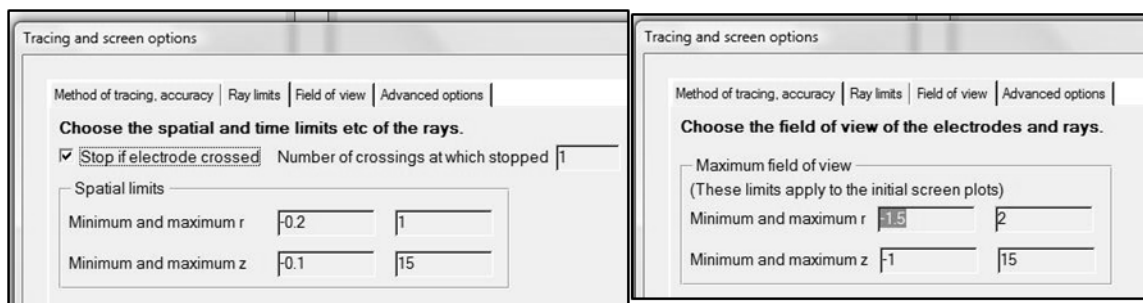 Tracing and screen options
Method of tracing, accuracy Ray limits Field of view Advanced options
Choose the spatial and time limits etc of the rays.
Stop if electrode crossed Number of crossings at which stopped 1
Spatial limits
Minimum and maximum r -0.2 1
Minimum and maximum z -0.1 15
Tracing and screen options
Method of tracing, accuracy Ray limits Field of view Advanced options
Choose the field of view of the electrodes and rays.
Maximum field of view
(These limits apply to the initial screen plots)
Minimum and maximum r -1.5 2
Minimum and maximum z -1 15